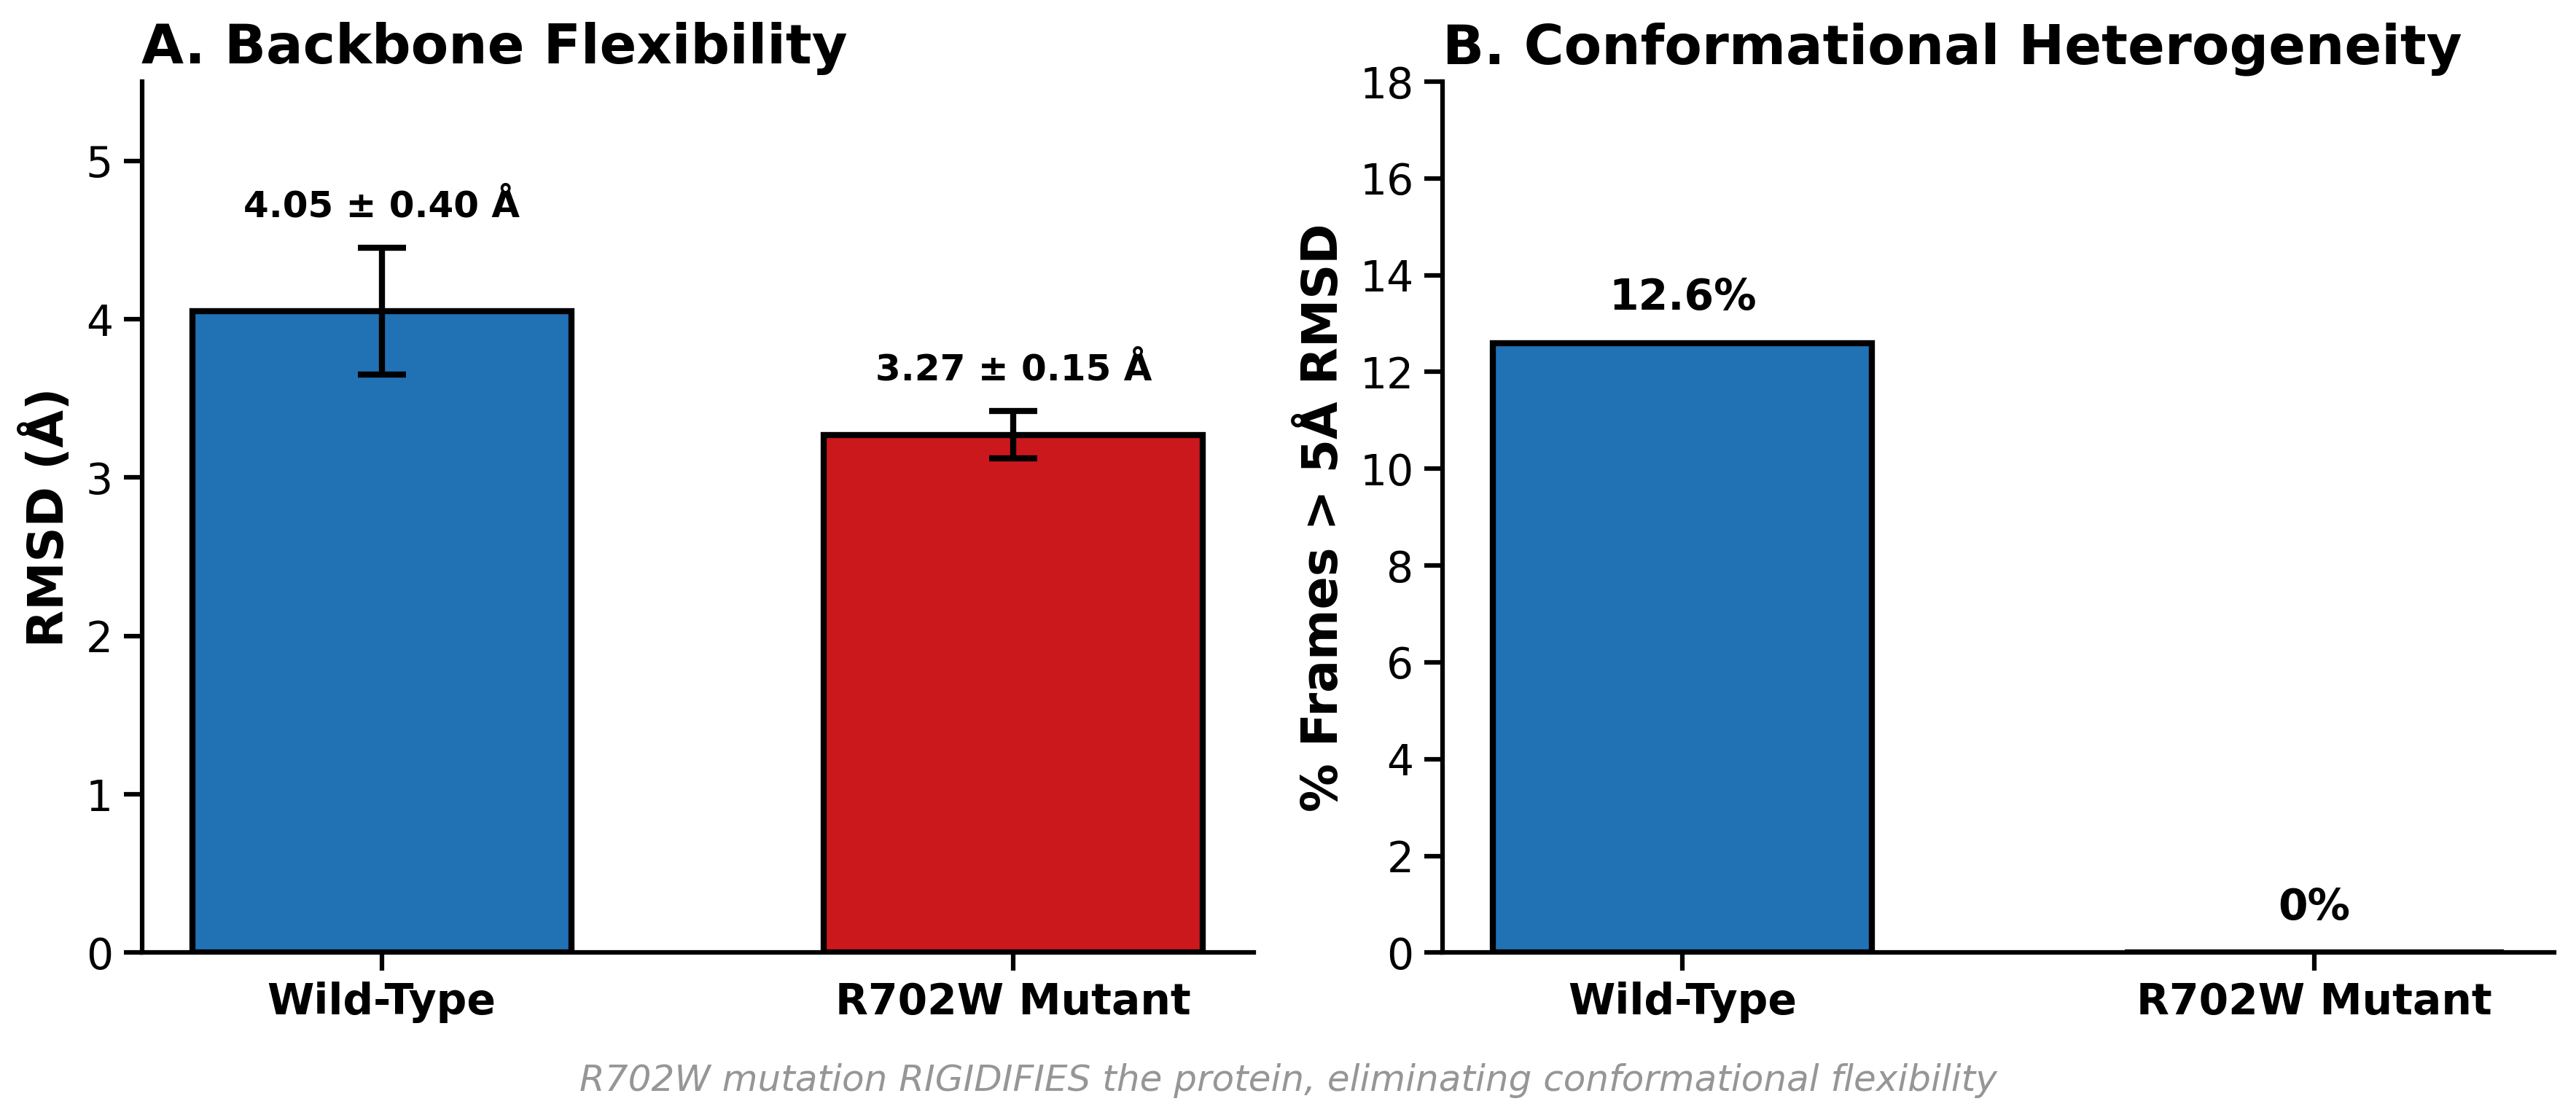 A. Backbone Flexibility
RMSD (Å)
5
4
3
2
1
0
4.05 ± 0.40 Å
3.27 ± 0.15 Å
Wild-Type
R702W Mutant
B. Conformational Heterogeneity
% Frames > 5Å RMSD
18
16
14
12
10
8
6
4
2
0
12.6%
0%
Wild-Type
R702W Mutant
R702W mutation RIGIDIFIES the protein, eliminating conformational flexibility